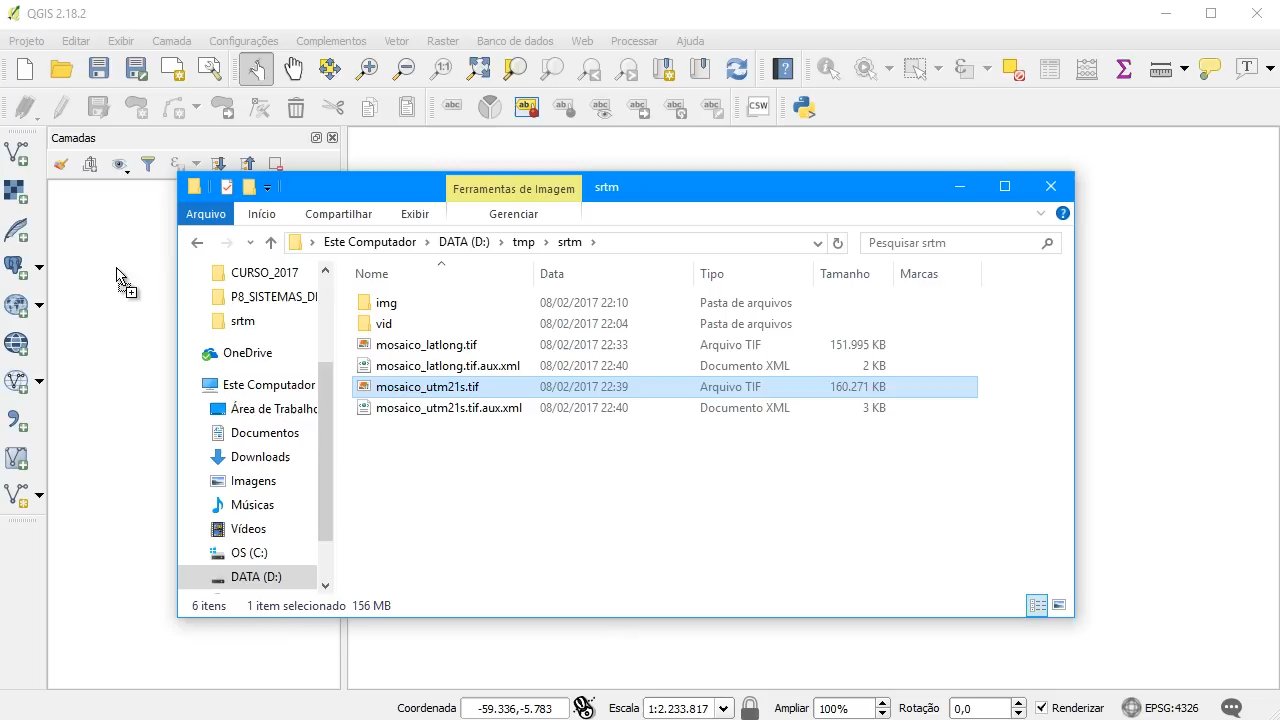 QGIS 2.18.2
Projeto Editar Exibir Camada Configurações Complementos Vetor Raster Banco de dados Web Processar Ajuda
Camadas
Ferramentas de Imagem srtm
Arquivo Início Compartilhar Exibir Gerenciar
Este Computador DATA (D:) tmp srtm
Pesquisar srtm
CURSO_2017
P8_SISTEMAS_DE
srtm
OneDrive
Este Computador
Área de Trabalho
Documentos
Downloads
Imagens
Músicas
Vídeos
OS (C:)
DATA (D:)
Nome Data Tipo Tamanho Marcas
img 08/02/2017 22:10 Pasta de arquivos
vid 08/02/2017 22:04 Pasta de arquivos
mosaico_latlong.tif 08/02/2017 22:33 Arquivo TIF 151.995 KB
mosaico_latlong.tif.aux.xml 08/02/2017 22:40 Documento XML 2 KB
mosaico_utm21s.tif 08/02/2017 22:39 Arquivo TIF 160.271 KB
mosaico_utm21s.tif.aux.xml 08/02/2017 22:40 Documento XML 3 KB
6 itens 1 item selecionado 156 MB
Coordenada -59.336,-5.783 Escala 1:2.233.817 Ampliar 100% Rotação 0,0 Renderizar EPSG:4326